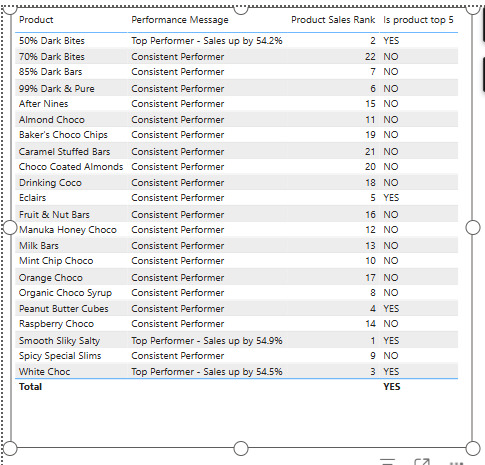 Product Performance Message Product Sales Rank Is product top 5
50% Dark Bites Top Performer - Sales up by 54.2% 2 YES
70% Dark Bites Consistent Performer 22 NO
85% Dark Bars Consistent Performer 7 NO
99% Dark & Pure Consistent Performer 6 NO
After Nines Consistent Performer 15 NO
Almond Choco Consistent Performer 11 NO
Baker's Choco Chips Consistent Performer 19 NO
Caramel Stuffed Bars Consistent Performer 21 NO
Choco Coated Almonds Consistent Performer 20 NO
Drinking Coco Consistent Performer 18 NO
Eclairs Consistent Performer 5 YES
Fruit & Nut Bars Consistent Performer 16 NO
Manuka Honey Choco Consistent Performer 12 NO
Milk Bars Consistent Performer 13 NO
Mint Chip Choco Consistent Performer 10 NO
Orange Choco Consistent Performer 17 NO
Organic Choco Syrup Consistent Performer 8 NO
Peanut Butter Cubes Consistent Performer 4 YES
Raspberry Choco Consistent Performer 14 NO
Smooth Sliky Salty Top Performer - Sales up by 54.9% 1 YES
Spicy Special Slims Consistent Performer 9 NO
White Choc Top Performer - Sales up by 54.5% 3 YES
Total YES